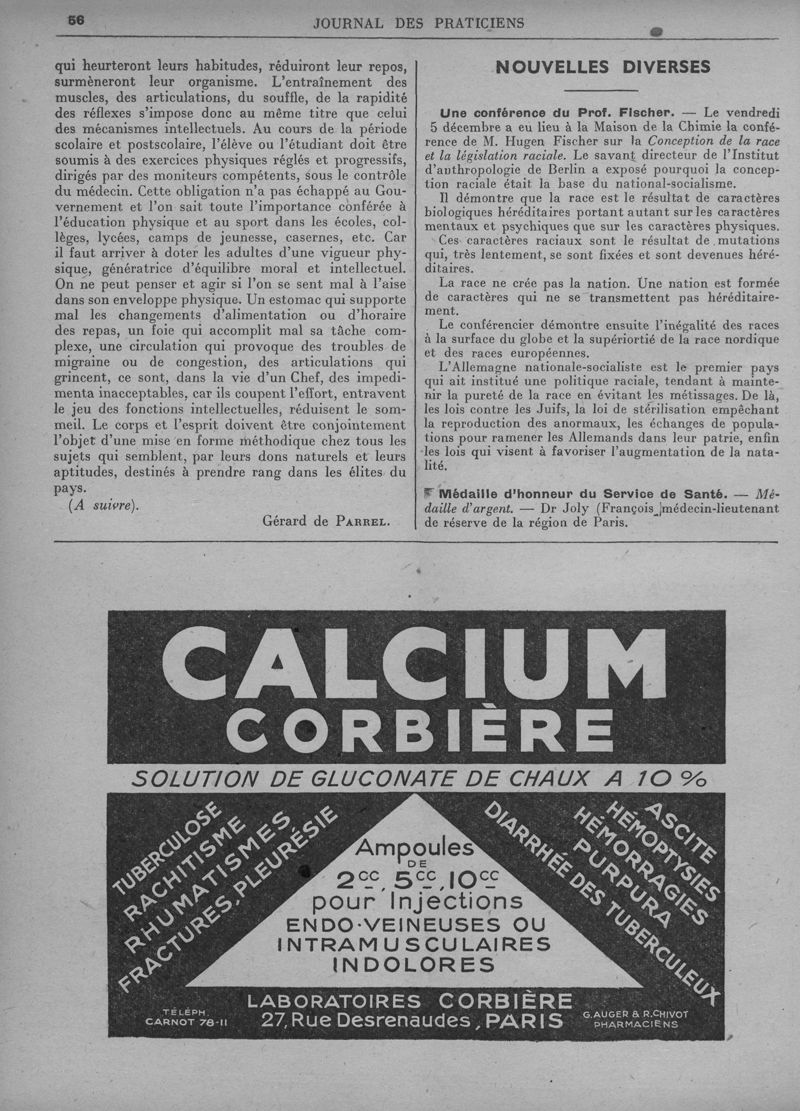 56
JOURNAL DES PRATICIENS
qui heurteront leurs habitudes, réduiront leur repos,
surmèneront leur organisme. L'entraînement des
muscles, des articulations, du souffle, de la rapidité
des réflexes s'impose donc au même titre que celui
des mécanismes intellectuels. Au cours de la période
scolaire et postscolaire, l'élève ou l'étudiant doit être
soumis à des exercices physiques réglés et progressifs,
dirigés par des moniteurs compétents, sous le contrôle
du médecin. Cette obligation n'a pas échappé au Gou-
vernement et l'on sait toute l'importance conférée à
l'éducation physique et au sport dans les écoles, col-
lèges, lycées, camps de jeunesse, casernes, etc. Car
il faut arriver à doter les adultes d'une vigueur phy-
sique, génératrice d'équilibre moral et intellectuel.
On ne peut penser et agir si l'on se sent mal à l'aise
dans son enveloppe physique. Un estomac qui supporte
mal les changements d'alimentation ou d'horaire
des repas, un foie qui accomplit mal sa tâche com-
plexe, une circulation qui provoque des troubles de
migraine ou de congestion, des articulations qui
grincent, ce sont, dans la vie d'un Chef, des impedi-
menta inacceptables, car ils coupent l'effort, entravent
le jeu des fonctions intellectuelles, réduisent le som-
meil. Le corps et l'esprit doivent être conjointement
l'objet d'une mise en forme méthodique chez tous les
sujets qui semblent, par leurs dons naturels et leurs
aptitudes, destinés à prendre rang dans les élites du
pays.
(A suivre).
Gérard de PARREL.
NOUVELLES DIVERSES
Une conférence du Prof. Fischer. — Le vendredi
5 décembre a eu lieu à la Maison de la Chimie la confé-
rence de M. Hugen Fischer sur la Conception de la race
et la législation raciale. Le savant directeur de l'Institut
d'anthropologie de Berlin a exposé pourquoi la concep-
tion raciale était la base du national-socialisme.
Il démontre que la race est le résultat de caractères
biologiques héréditaires portant autant sur les caractères
mentaux et psychiques que sur les caractères physiques.
Ces caractères raciaux sont le résultat de mutations
qui, très lentement, se sont fixées et sont devenues héré-
ditaires.
La race ne crée pas la nation. Une nation est formée
de caractères qui ne se transmettent pas héréditaire-
ment.
Le conférencier démontre ensuite l'inégalité des races
à la surface du globe et la supériortié de la race nordique
et des races européennes.
L'Allemagne nationale-socialiste est le premier pays
qui ait institué une politique raciale, tendant à mainte-
nir la pureté de la race en évitant les métissages. De là,
les lois contre les Juifs, la loi de stérilisation empêchant
la reproduction des anormaux, les échanges de popula-
tions pour ramener les Allemands dans leur patrie, enfin
les lois qui visent à favoriser l'augmentation de la nata-
lité.
Médaille d'honneur du Service de Santé. — Mé-
daille d'argent. — Dr Joly (François) médecin-lieutenant
de réserve de la région de Paris.
CALCIUM
CORBIÈRE
SOLUTION DE GLUCONATE DE CHAUX A 10 %
TUBERCULOSE
RACHITISME
RHUMATISMES
FRACTURES, PLEURÉSIE
Ampoules
DE
2cc, 5cc, 10cc
pour Injections
ENDO-VEINEUSES OU
INTRAMUSCULAIRES
INDOLORES
ASCITE
HÉMOPTYSIES
HÉMORRAGIES
PURPURA
DIARRHÉE DES TUBERCULEUX
TÉLÉPH.
CARNOT 78-11
LABORATOIRES CORBIÈRE
27, Rue Desrenaudes, PARIS
G. AUGER & R. CHIVOT
PHARMACIENS